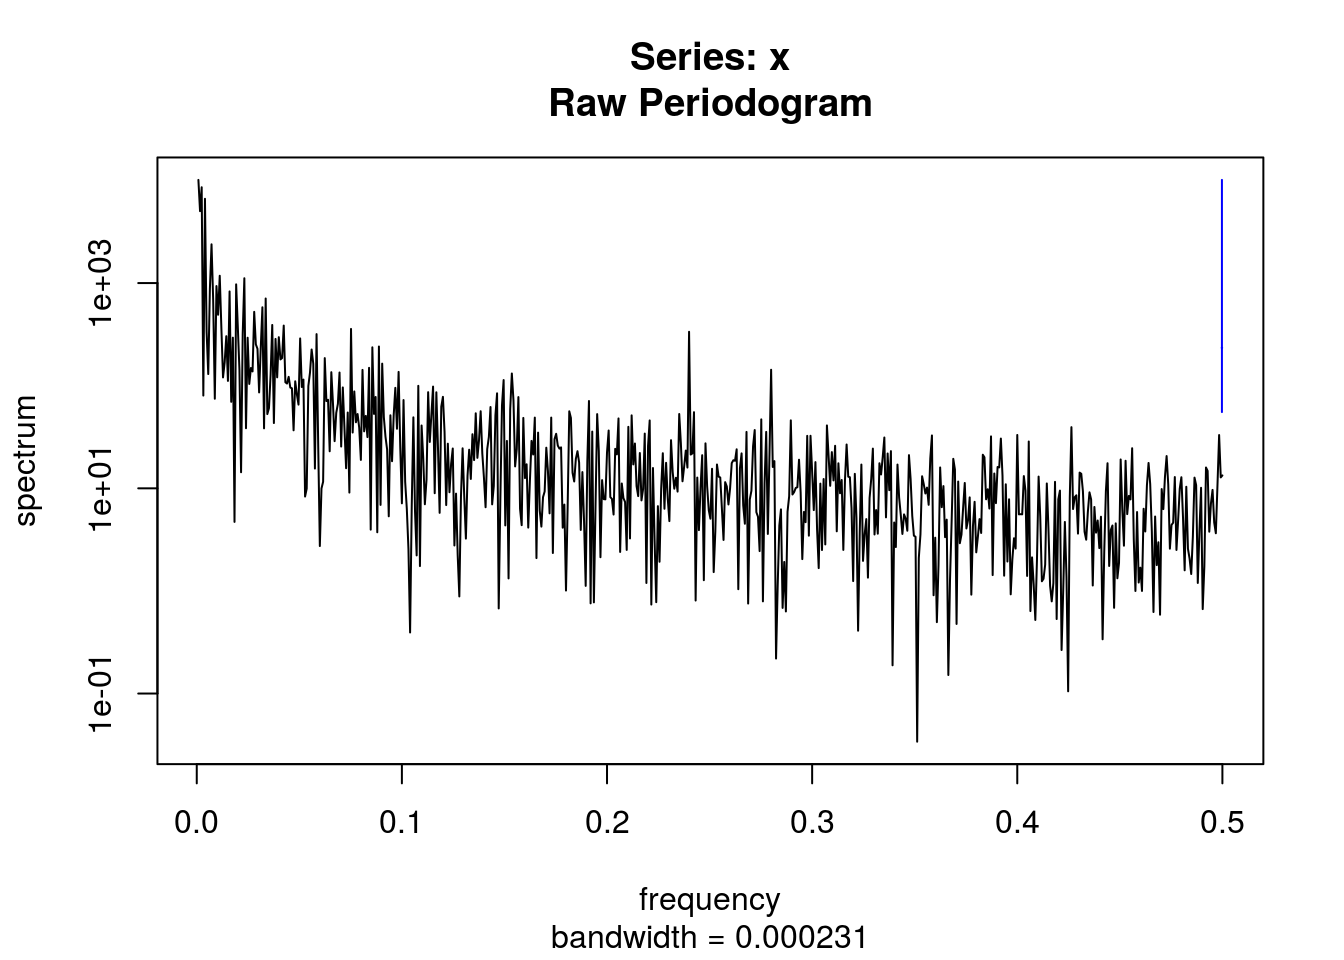 Series: x
Raw Periodogram
spectrum
1e+03
1e+01
1e-01
0.0 0.1 0.2 0.3 0.4 0.5
frequency
bandwidth = 0.000231